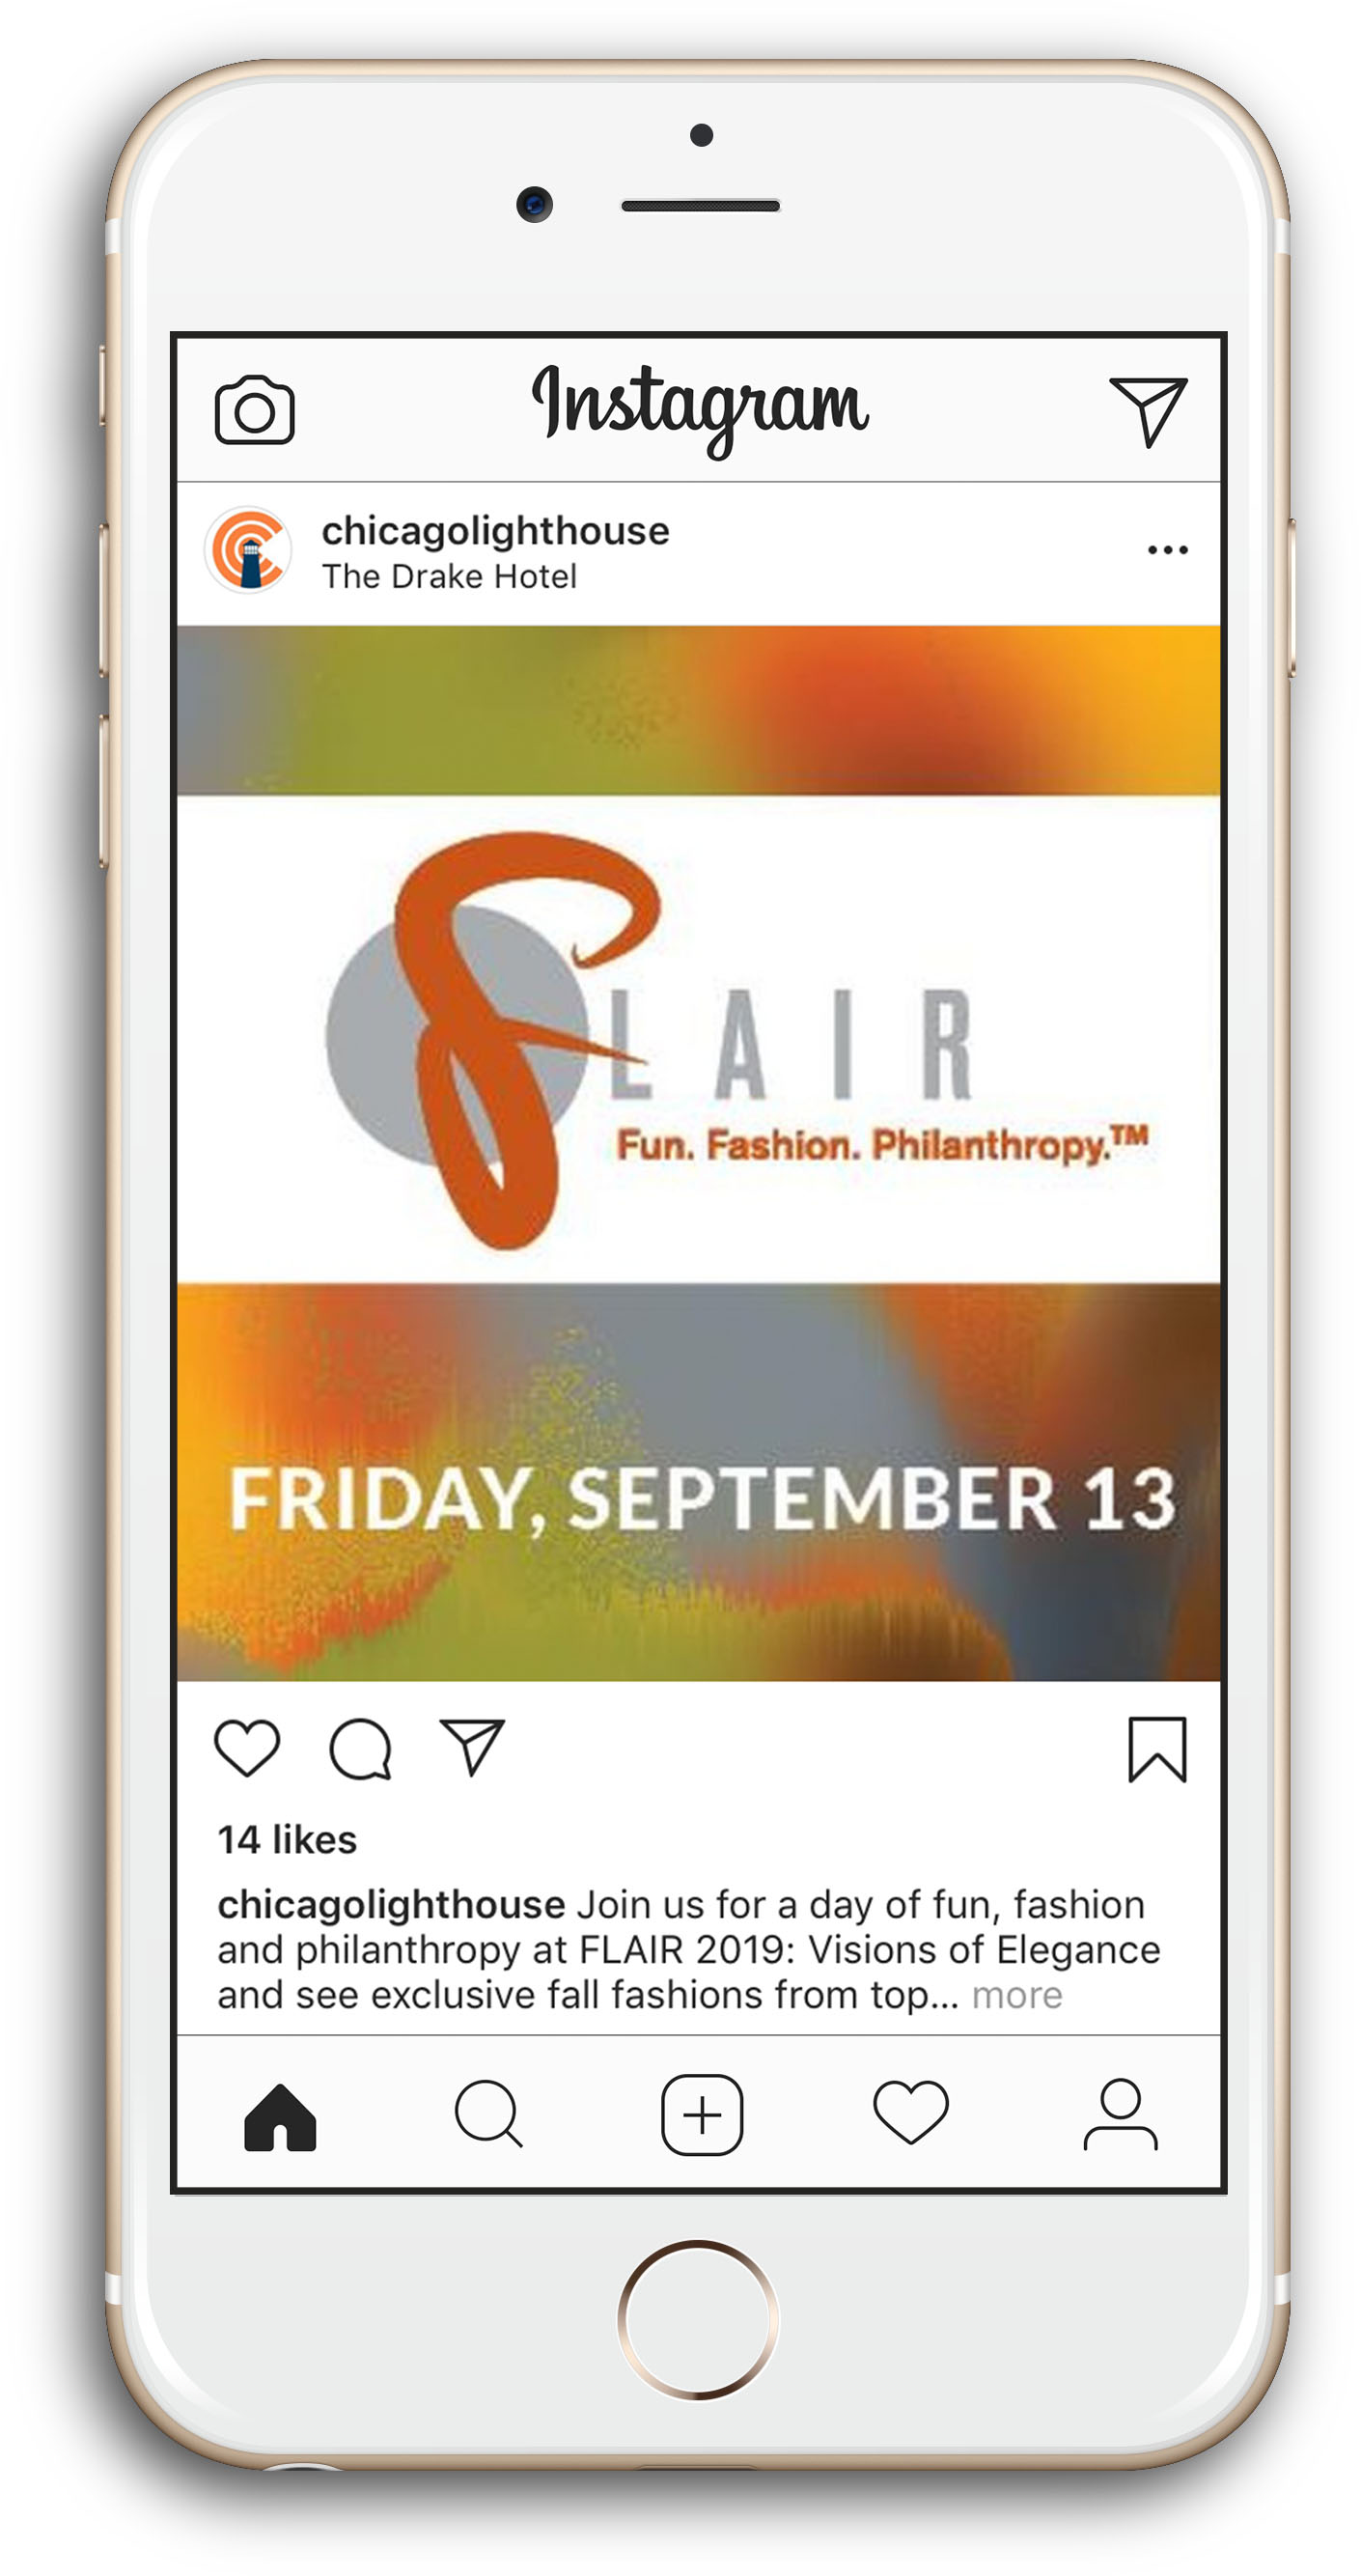 Instagram
chicagolighthouse
The Drake Hotel
FLAIR
Fun. Fashion. Philanthropy.™
FRIDAY, SEPTEMBER 13
14 likes
chicagolighthouse Join us for a day of fun, fashion
and philanthropy at FLAIR 2019: Visions of Elegance
and see exclusive fall fashions from top... more